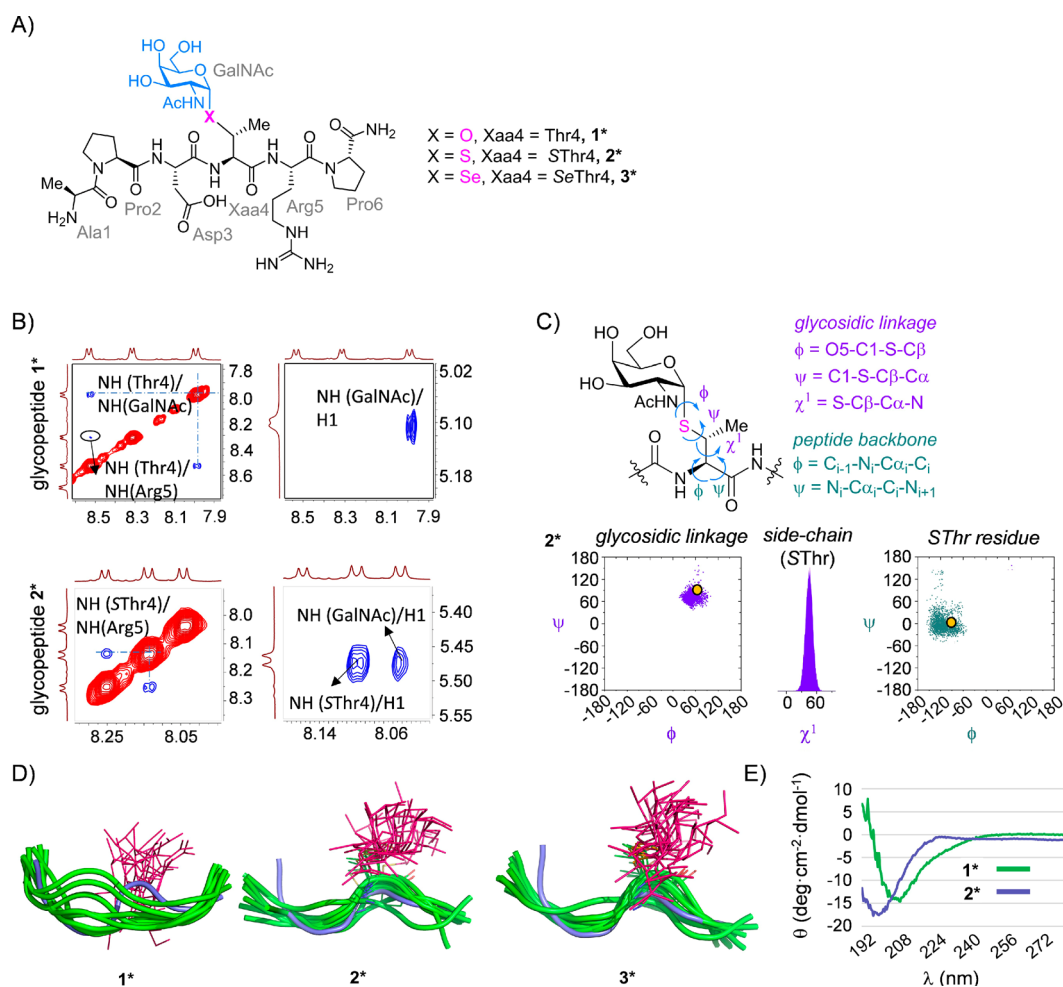 A)
HO OH
O
GalNAc
HO
AcHN
X
Me
O
NH2
H
N
O
H
N
O
N
O
N
H
O
N
H
O
N
O
OH
Pro2
Xaa4
Arg5
Pro6
H2N
Ala1
Asp3
NH
HN
NH2
X = O, Xaa4 = Thr4, 1*
X = S, Xaa4 = SThr4, 2*
X = Se, Xaa4 = SeThr4, 3*
B)
glycopeptide 1*
NH (Thr4)/
NH(GalNAc)
NH (Thr4)/
NH(Arg5)
7.8
8.0
8.2
8.4
8.6
8.5 8.3 8.1 7.9
NH (GalNAc)/
H1
5.02
5.10
5.18
8.5 8.3 8.1 7.9
glycopeptide 2*
NH (SThr4)/
NH(Arg5)
8.0
8.1
8.2
8.3
8.25 8.05
NH (GalNAc)/H1
NH (SThr4)/H1
5.40
5.45
5.50
5.55
8.14 8.06
C)
HO OH
O
HO
AcHN
S
Me
ϕ
ψ
χ1
O
N
H
ϕ
ψ
O
H
N
glycosidic linkage
ϕ = O5-C1-S-Cβ
ψ = C1-S-Cβ-Cα
χ1 = S-Cβ-Cα-N
peptide backbone
ϕ = Ci-1-Ni-Cαi-Ci
ψ = Ni-Cαi-Ci-Ni+1
2*
glycosidic linkage
side-chain
(SThr)
SThr residue
180
120
60
0
-60
-120
-180
ψ
-180 -120 -60 0 60 120 180
ϕ
0 60
χ1
180
120
60
0
-60
-120
-180
ψ
-180 -120 -60 0 60 120 180
ϕ
D)
1*
2*
3*
E)
θ (deg·cm-2·dmol-1)
10
5
0
-5
-10
-15
-20
1*
2*
192 208 224 240 256 272
λ (nm)